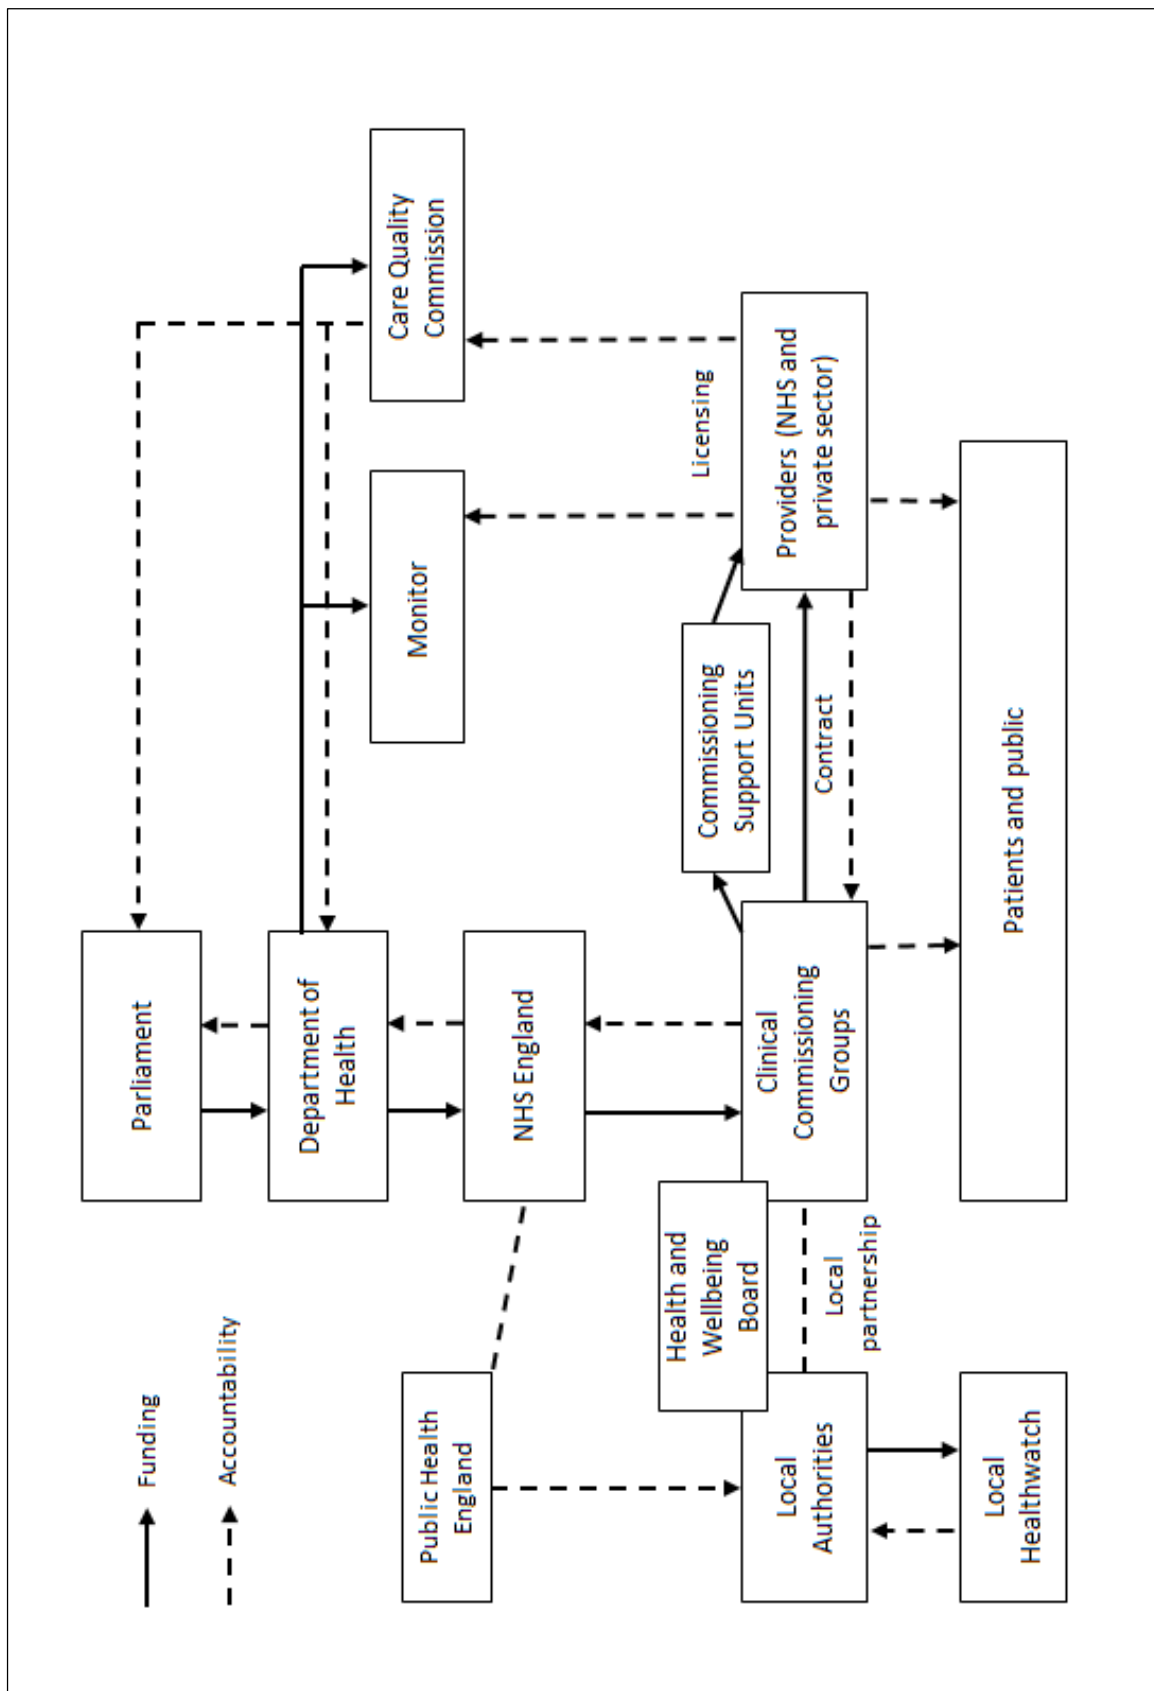 Funding
Accountability
Parliament
Department of
Health
Care Quality
Commission
Monitor
Public Health
England
NHS England
Licensing
Health and
Wellbeing
Board
Commissioning
Support Units
Local
Authorities
Local
partnership
Clinical
Commissioning
Groups
Contract
Providers (NHS and
private sector)
Local
Healthwatch
Patients and public